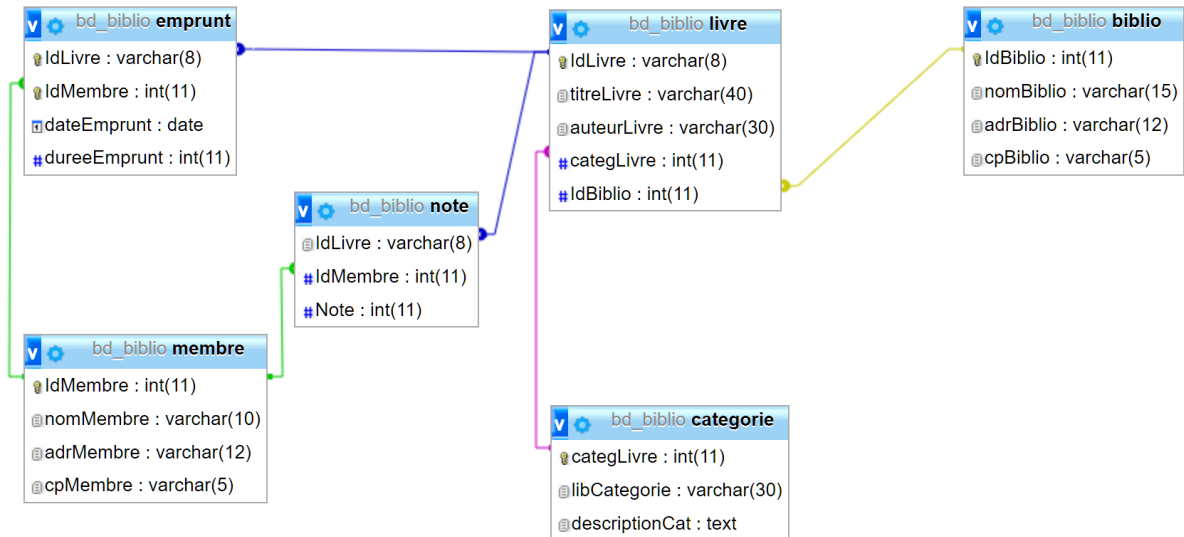 v bd_biblio emprunt
IdLivre : varchar(8)
IdMembre : int(11)
dateEmprunt : date
#dureeEmprunt : int(11)
v bd_biblio livre
IdLivre : varchar(8)
titreLivre : varchar(40)
auteurLivre : varchar(30)
# categLivre : int(11)
# IdBiblio : int(11)
v bd_biblio biblio
IdBiblio : int(11)
nomBiblio : varchar(15)
adrBiblio : varchar(12)
cpBiblio : varchar(5)
v bd_biblio note
IdLivre : varchar(8)
# IdMembre : int(11)
# Note : int(11)
v bd_biblio membre
IdMembre : int(11)
nomMembre : varchar(10)
adrMembre : varchar(12)
cpMembre : varchar(5)
v bd_biblio categorie
categLivre : int(11)
libCategorie : varchar(30)
descriptionCat : text